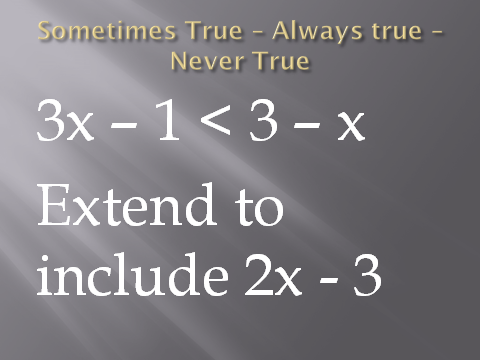 Sometimes True – Always true –
Never True
3x – 1 < 3 – x
Extend to
include 2x - 3